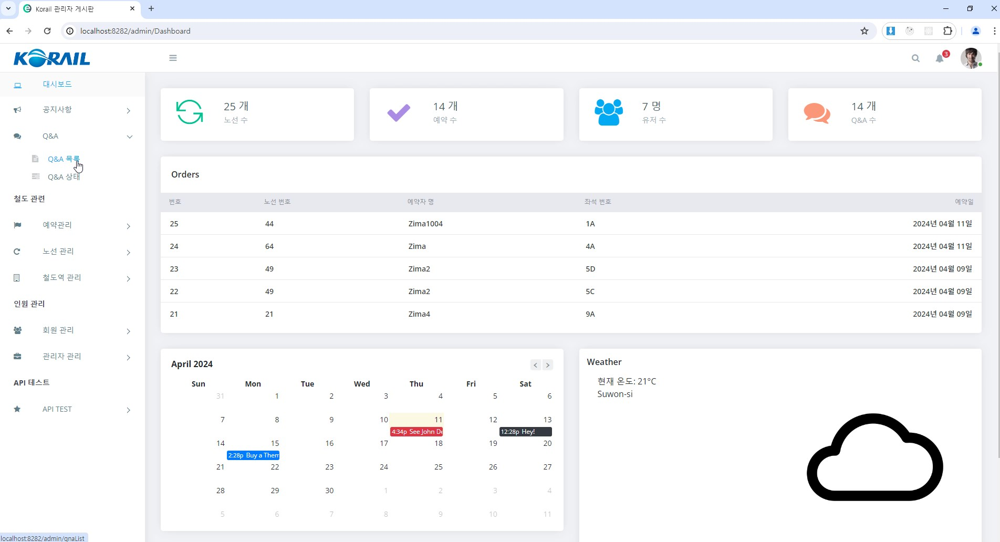 Korail 관리자 게시판
localhost:8282/admin/Dashboard
KORAIL
3
대시보드
공지사항
Q&A
Q&A 목록
Q&A 상태
철도 관련
예약관리
노선 관리
철도역 관리
인원 관리
회원 관리
관리자 관리
API 테스트
API TEST
25 개
노선 수
14 개
예약 수
7 명
유저 수
14 개
Q&A 수
Orders
번호 노선 번호 예약자 명 좌석 번호 예약일
25 44 Zima1004 1A 2024년 04월 11일
24 64 Zima 4A 2024년 04월 11일
23 49 Zima2 5D 2024년 04월 09일
22 49 Zima2 5C 2024년 04월 09일
21 21 Zima4 9A 2024년 04월 09일
April 2024
Sun Mon Tue Wed Thu Fri Sat
31 1 2 3 4 5 6
7 8 9 10 11 12 13
4:34p See John De 12:28p Hey!
14 15 16 17 18 19 20
2:28p Buy a Them
21 22 23 24 25 26 27
28 29 30 1 2 3 4
5 6 7 8 9 10 11
Weather
현재 온도: 21°C
Suwon-si
localhost:8282/admin/qnaList